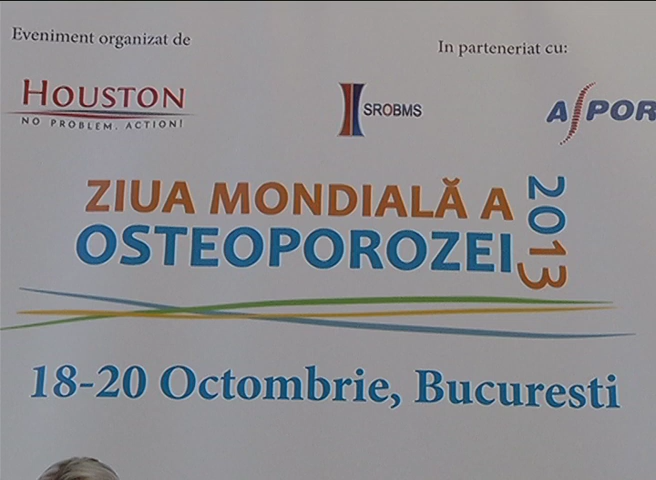 Eveniment organizat de
In parteneriat cu:
HOUSTON
NO PROBLEM. ACTION!
SROBMS
ASPOR
ZIUA MONDIALĂ A
OSTEOPOROZEI
2013
18-20 Octombrie, Bucuresti